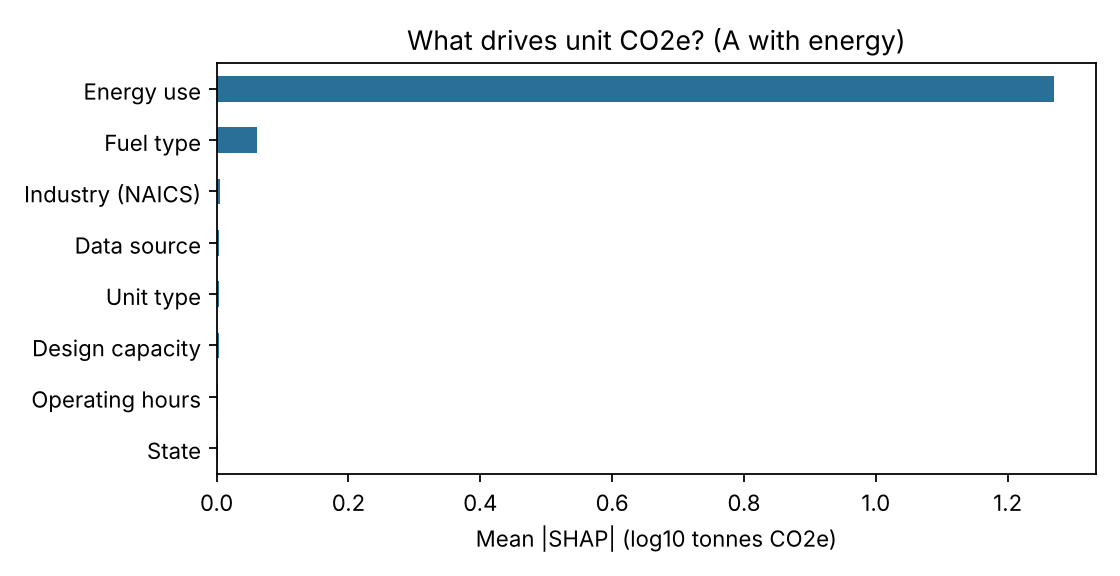 What drives unit CO2e? (A with energy)
Energy use
Fuel type
Industry (NAICS)
Data source
Unit type
Design capacity
Operating hours
State
0.0 0.2 0.4 0.6 0.8 1.0 1.2
Mean |SHAP| (log10 tonnes CO2e)